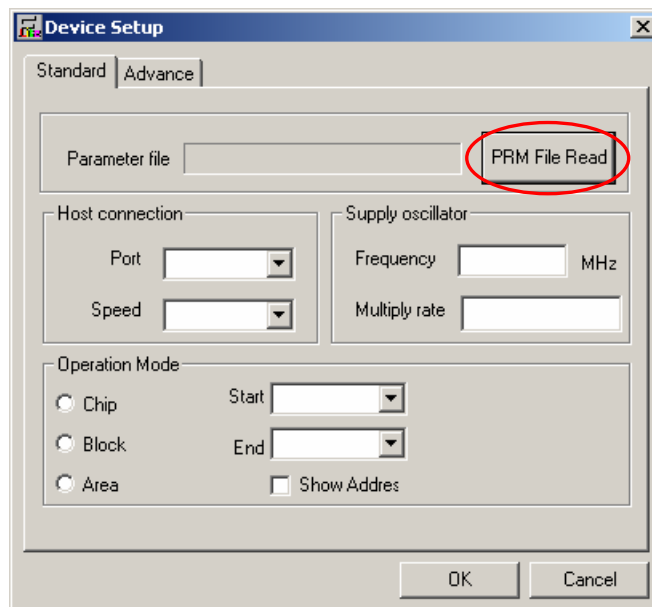 Device Setup
Standard Advance
Parameter file PRM File Read
Host connection
Port
Speed
Supply oscillator
Frequency MHz
Multiply rate
Operation Mode
Chip Start
Block End
Area Show Addres
OK Cancel